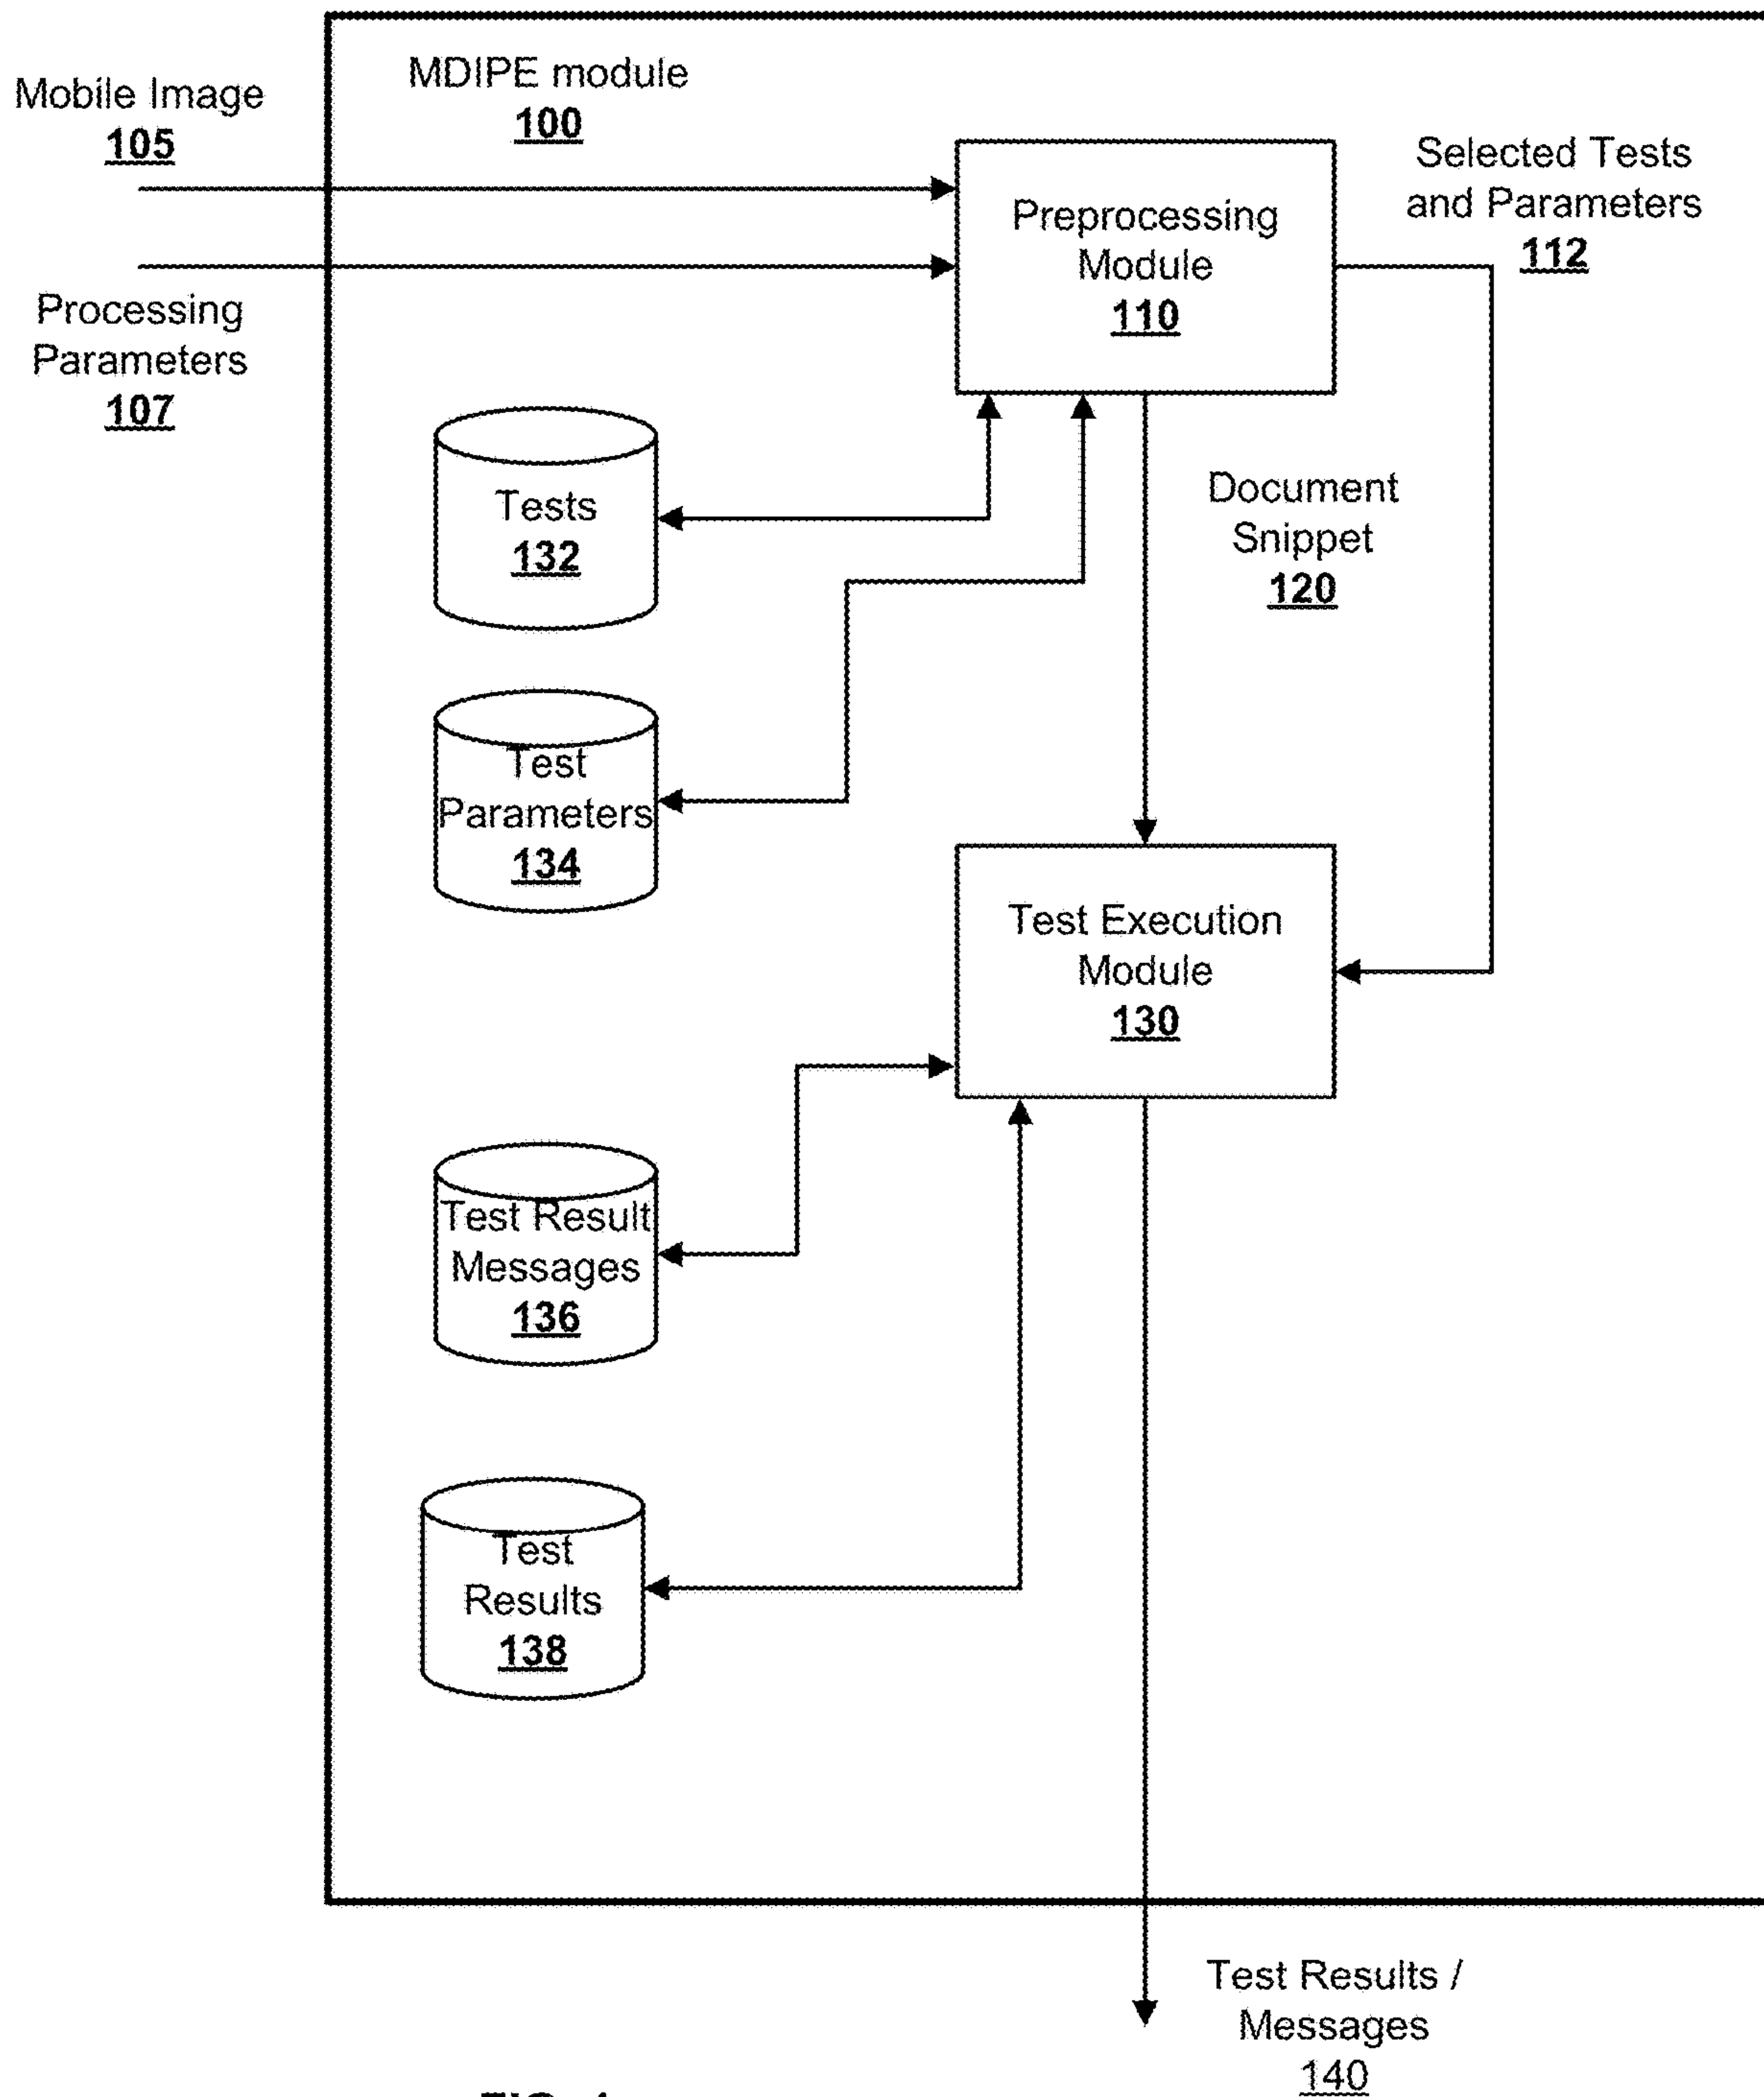 MDIPE module
100
Mobile Image
105
Processing
Parameters
107
Preprocessing
Module
110
Selected Tests
and Parameters
112
Tests
132
Document
Snippet
120
Test
Parameters
134
Test Execution
Module
130
Test Result
Messages
136
Test
Results
138
Test Results /
Messages
140